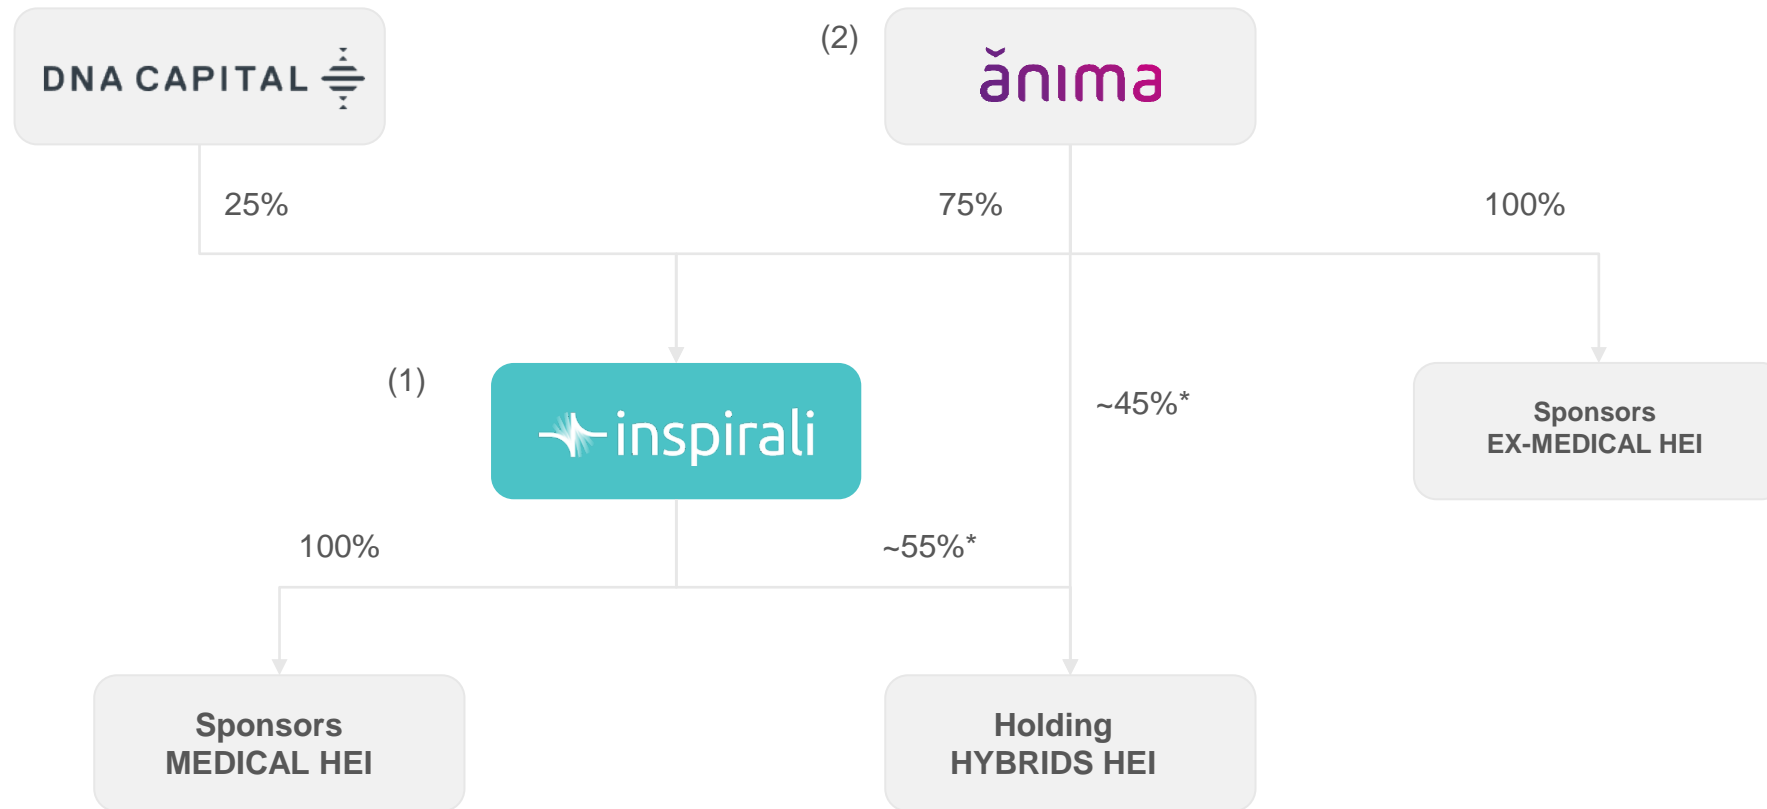 DNA CAPITAL
(2)
ănıma
25%
75%
100%
(1)
inspirali
~45%*
Sponsors
EX-MEDICAL HEI
100%
~55%*
Sponsors
MEDICAL HEI
Holding
HYBRIDS HEI